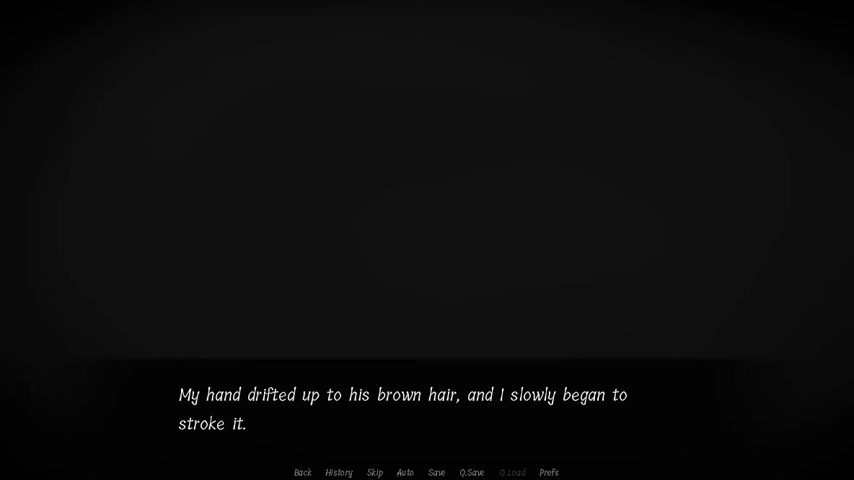 My hand drifted up to his brown hair, and I slowly began to
stroke it.
Back History Skip Auto Save Q.Save Q.Load Prefs